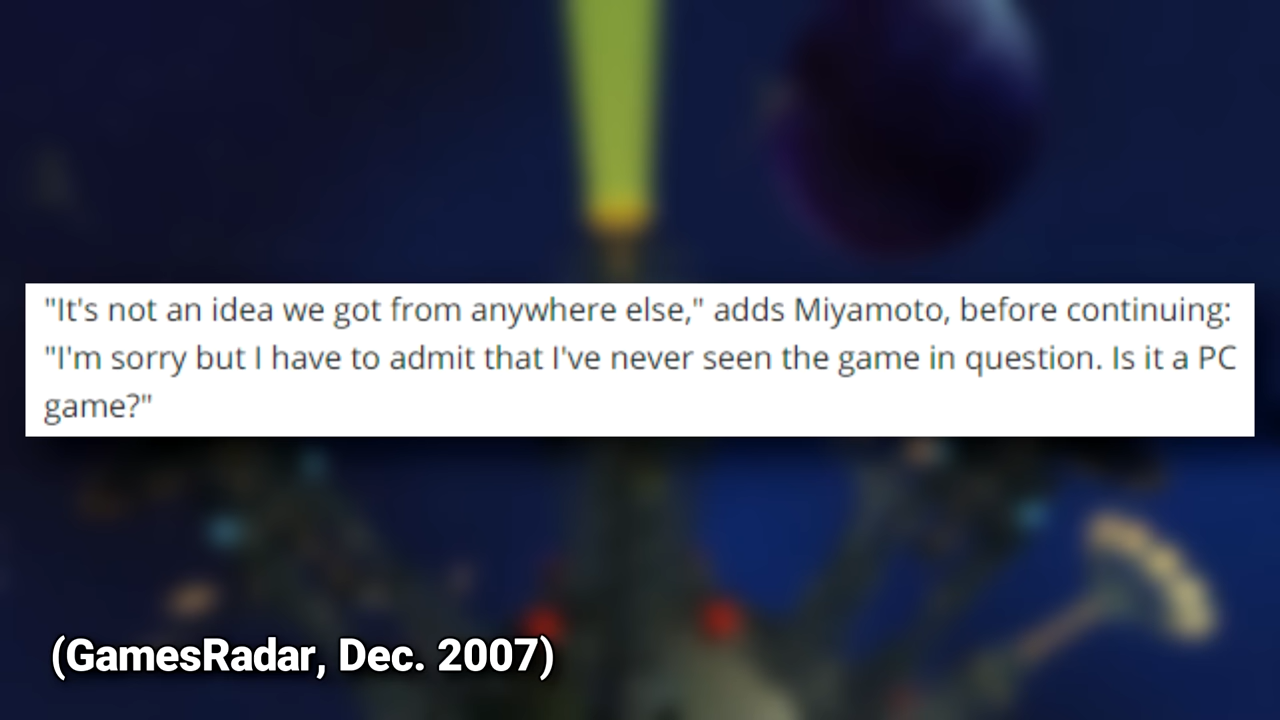 "It's not an idea we got from anywhere else," adds Miyamoto, before continuing:
"I'm sorry but I have to admit that I've never seen the game in question. Is it a PC
game?"
(GamesRadar, Dec. 2007)